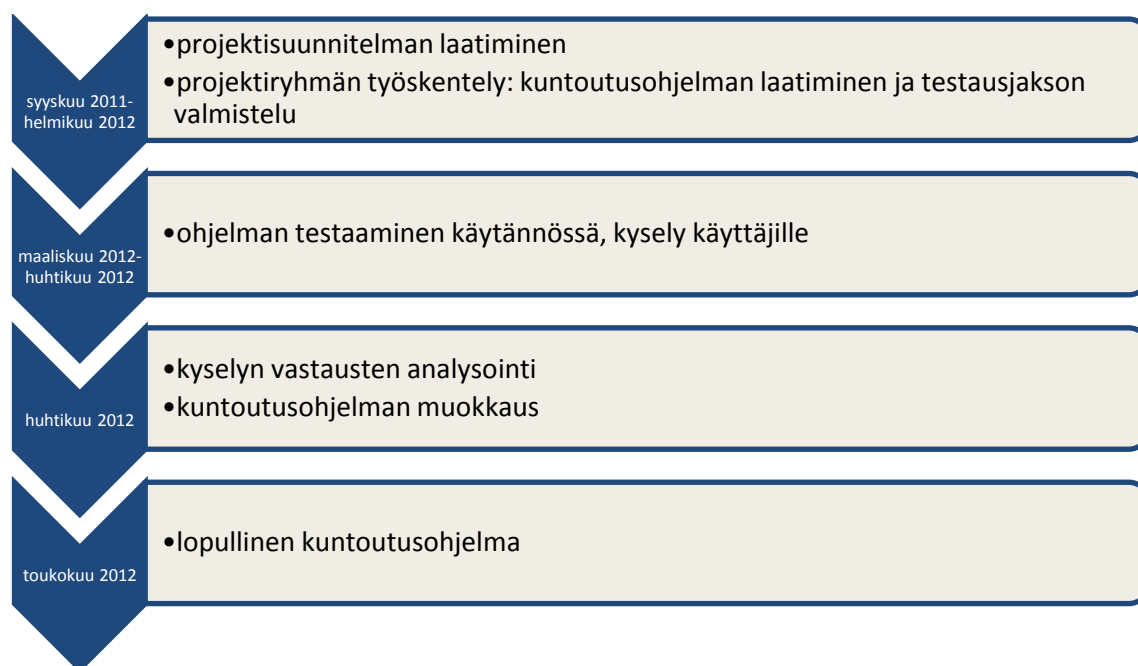 syyskuu 2011-
helmikuu 2012
•projektisuunnitelman laatiminen
•projektiryhmän työskentely: kuntoutusohjelman laatiminen ja testausjakson
valmistelu
maaliskuu 2012-
huhtikuu 2012
•ohjelman testaaminen käytännössä, kysely käyttäjille
huhtikuu 2012
•kyselyn vastausten analysointi
•kuntoutusohjelman muokkaus
toukokuu 2012
•lopullinen kuntoutusohjelma